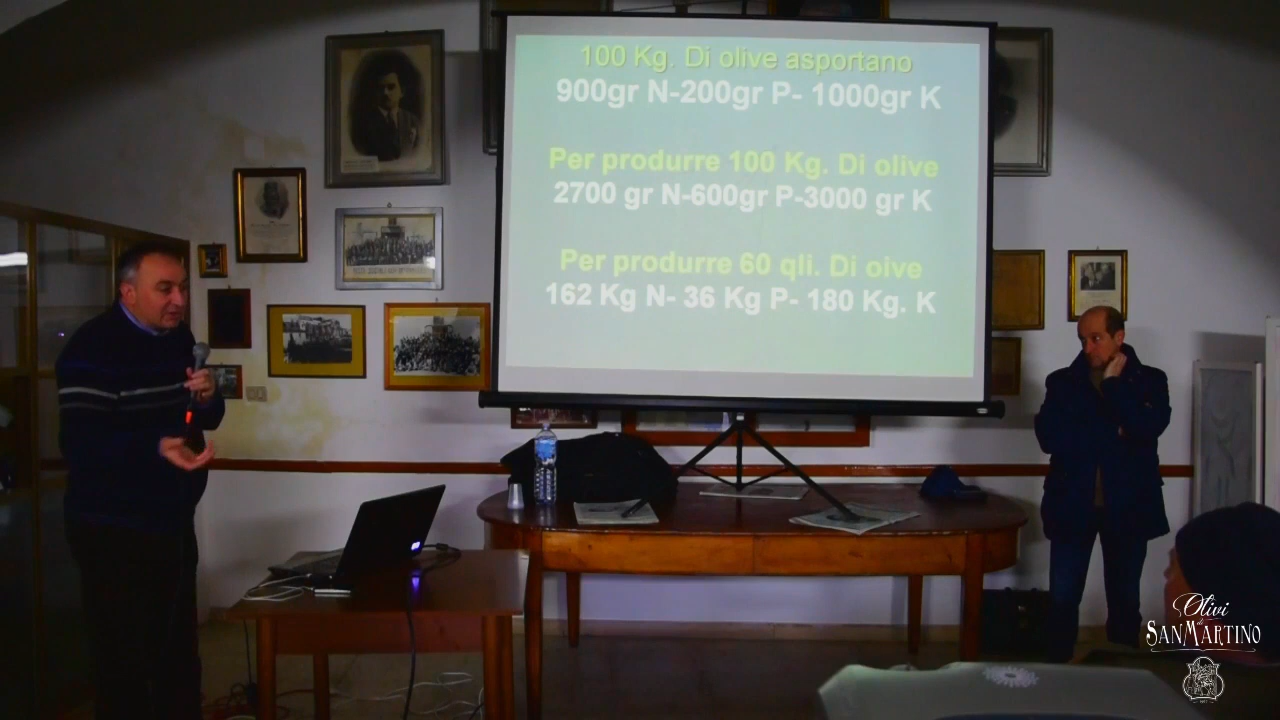 100 Kg. Di olive asportano
900gr N-200gr P- 1000gr K
Per produrre 100 Kg. Di olive
2700 gr N-600gr P-3000 gr K
Per produrre 60 qli. Di oive
162 Kg N- 36 Kg P- 180 Kg. K
Olivi
di
SANMARTINO